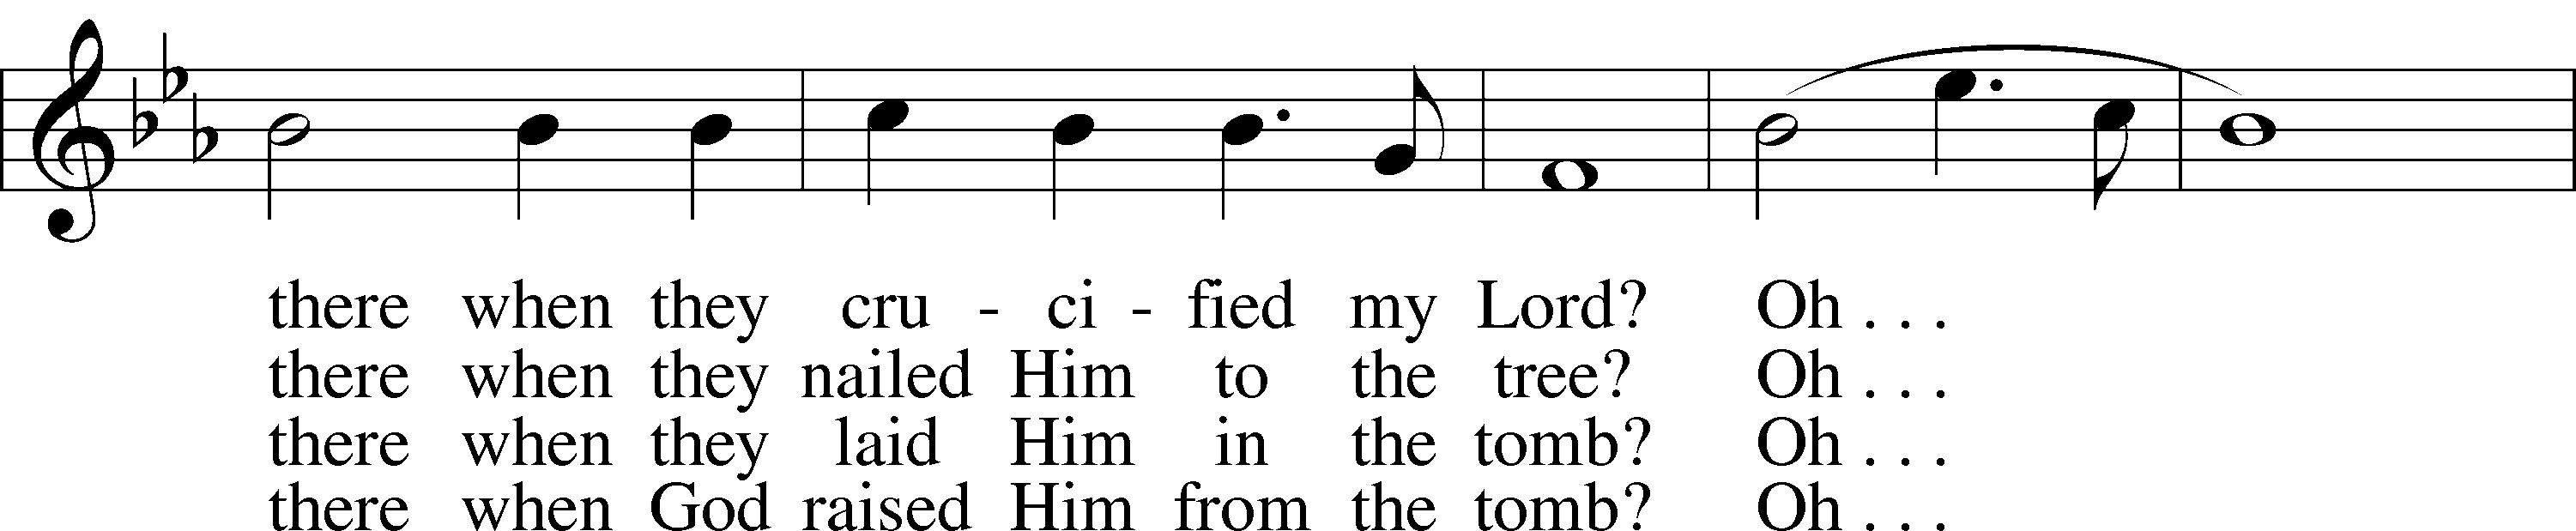 there when they cru - ci - fied my Lord? Oh . . .
there when they nailed Him to the tree? Oh . . .
there when they laid Him in the tomb? Oh . . .
there when God raised Him from the tomb? Oh . . .